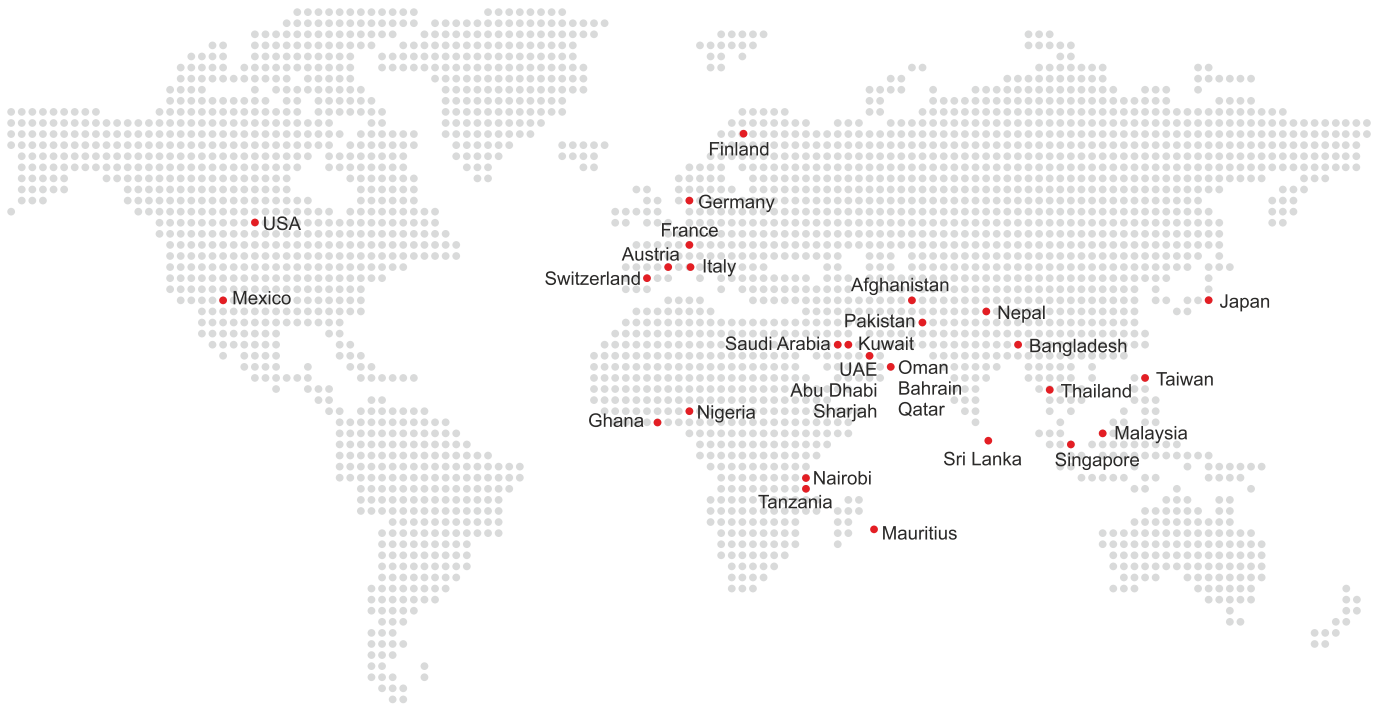 Finland
Germany
USA
France
Austria
Italy
Switzerland
Afghanistan
Mexico
Japan
Nepal
Pakistan
Saudi Arabia
Kuwait
Bangladesh
UAE
Abu Dhabi
Sharjah
Oman
Bahrain
Qatar
Taiwan
Thailand
Nigeria
Ghana
Malaysia
Sri Lanka
Singapore
Nairobi
Tanzania
Mauritius